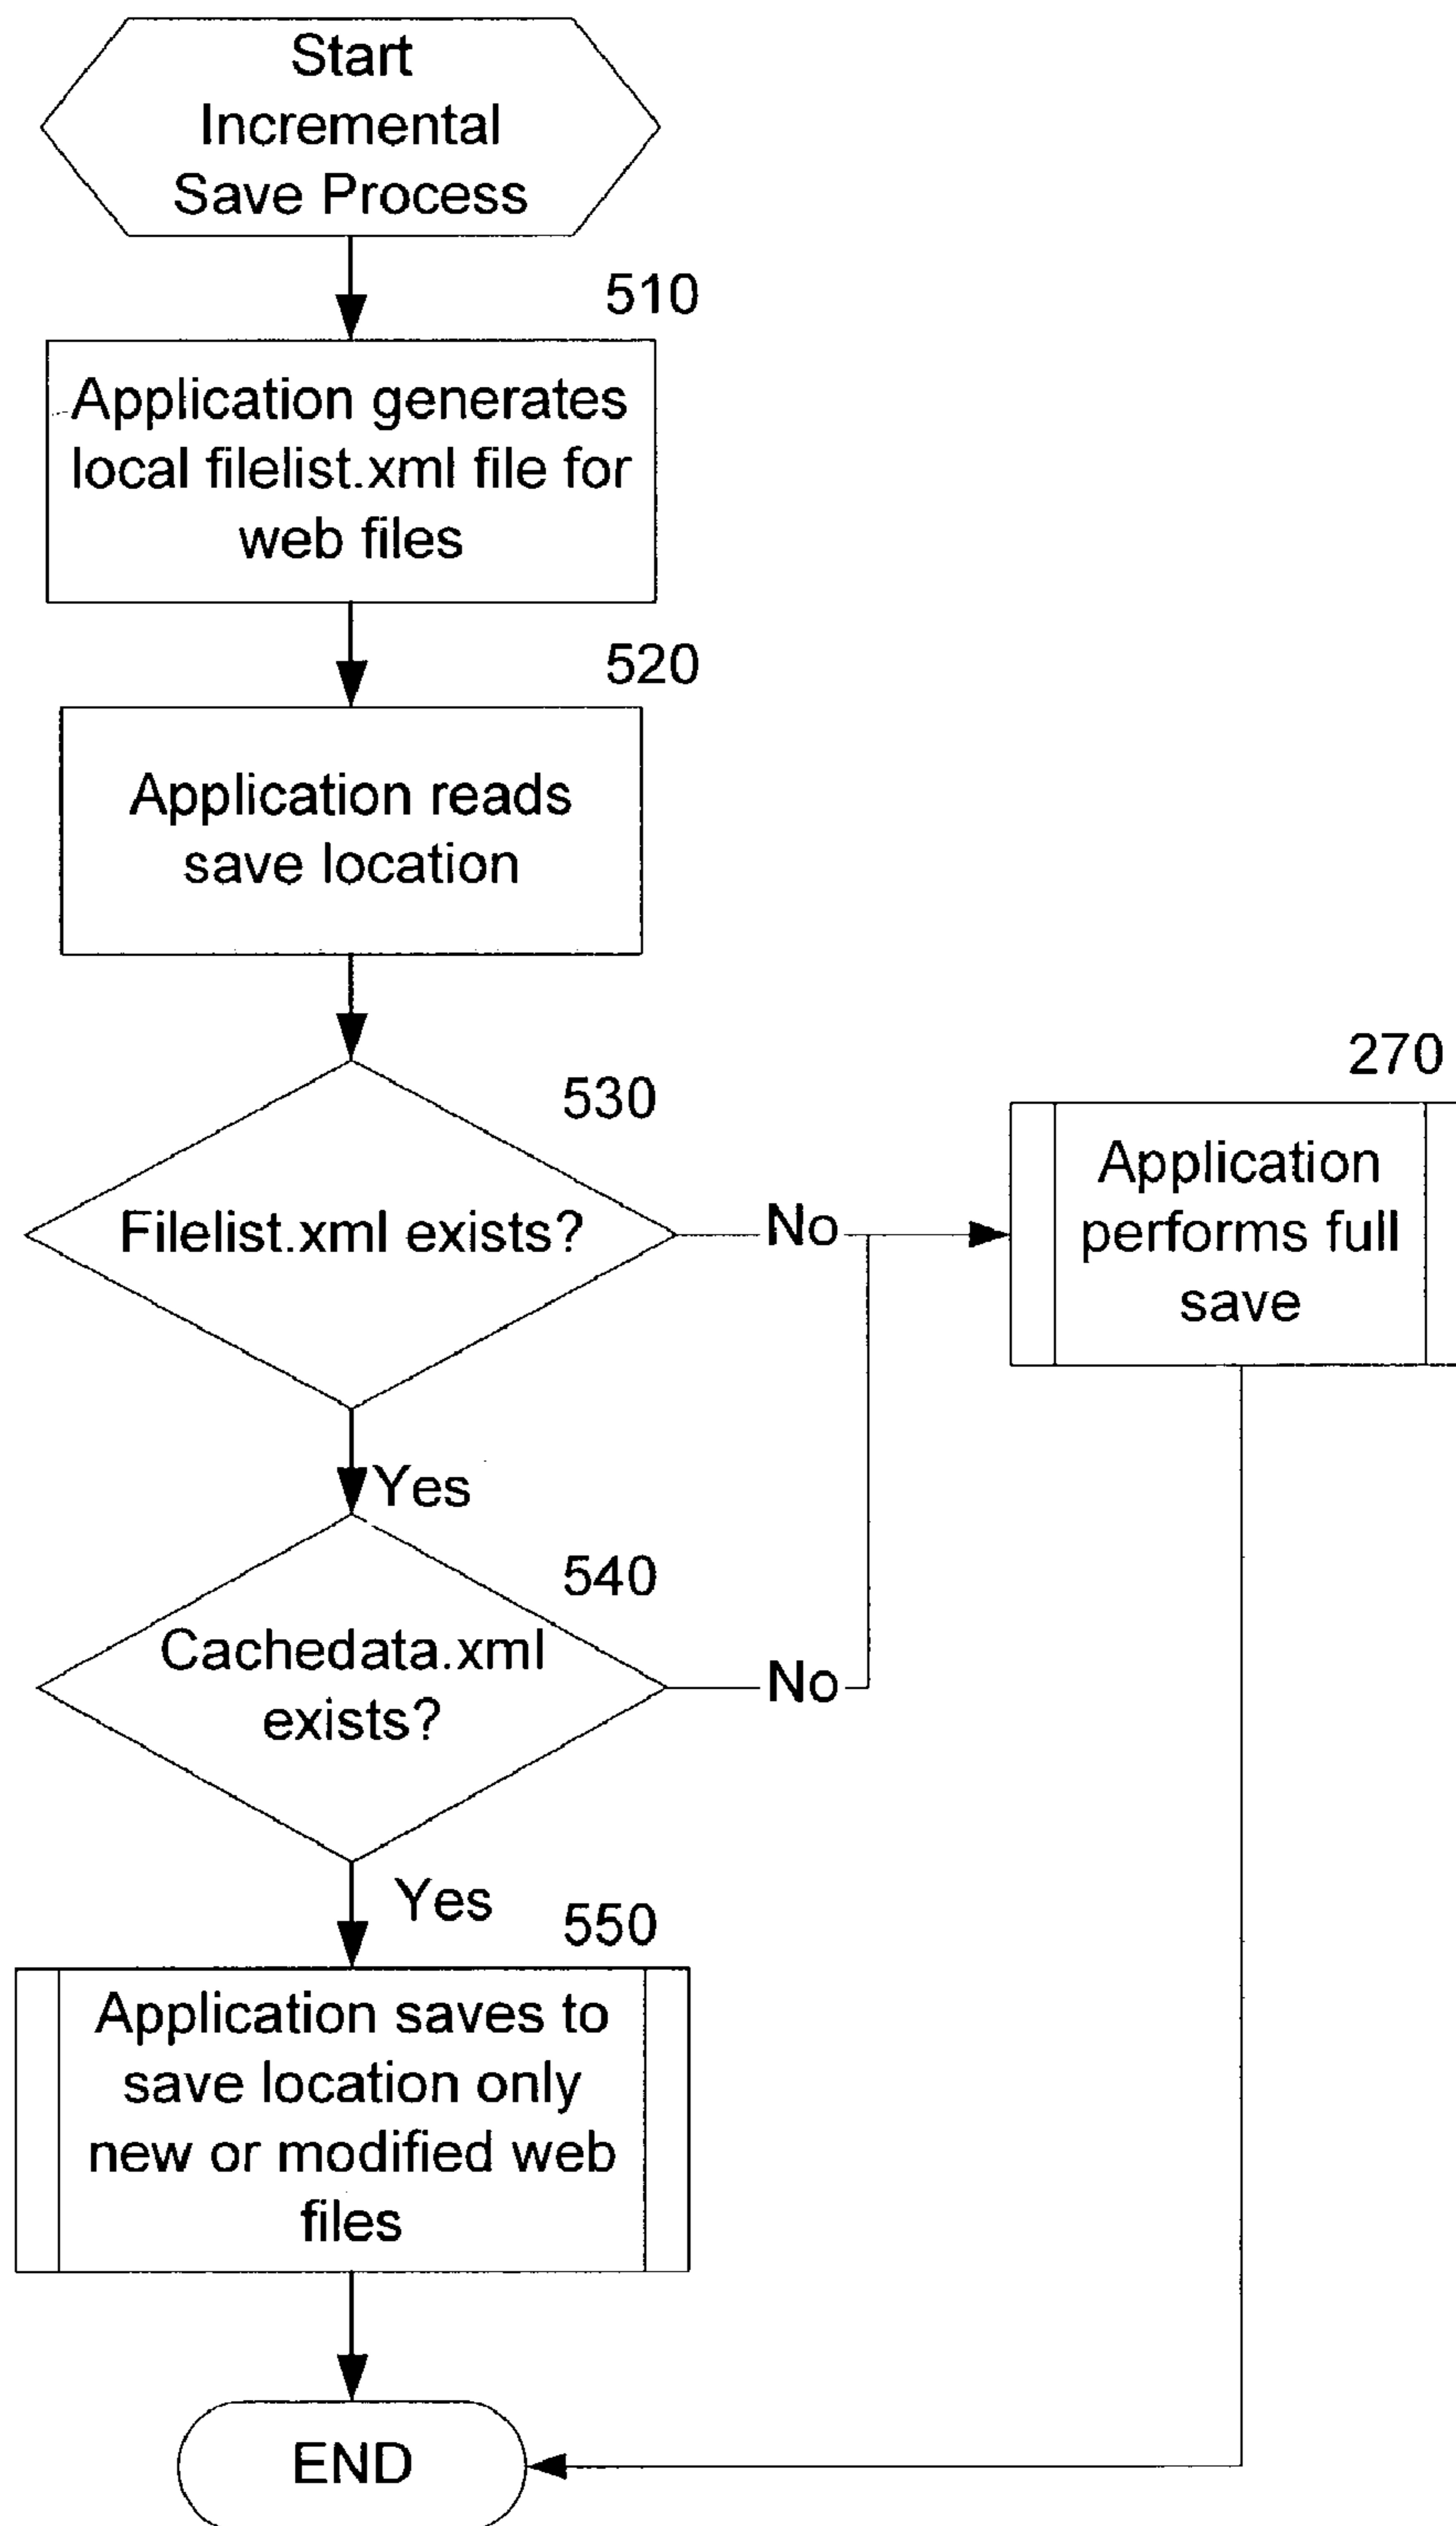 Start
Incremental
Save Process
510
Application generates
local filelist.xml file for
web files
520
Application reads
save location
530
Filelist.xml exists?
No
270
Application
performs full
save
Yes
540
Cachedata.xml
exists?
No
Yes
550
Application saves to
save location only
new or modified web
files
END